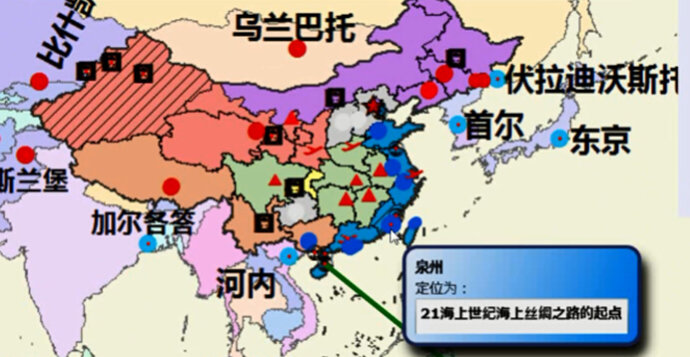 比什凯
乌兰巴托
伏拉迪沃斯托
首尔
东京
斯兰堡
加尔各答
河内
泉州
定位为：
21海上世纪海上丝绸之路的起点